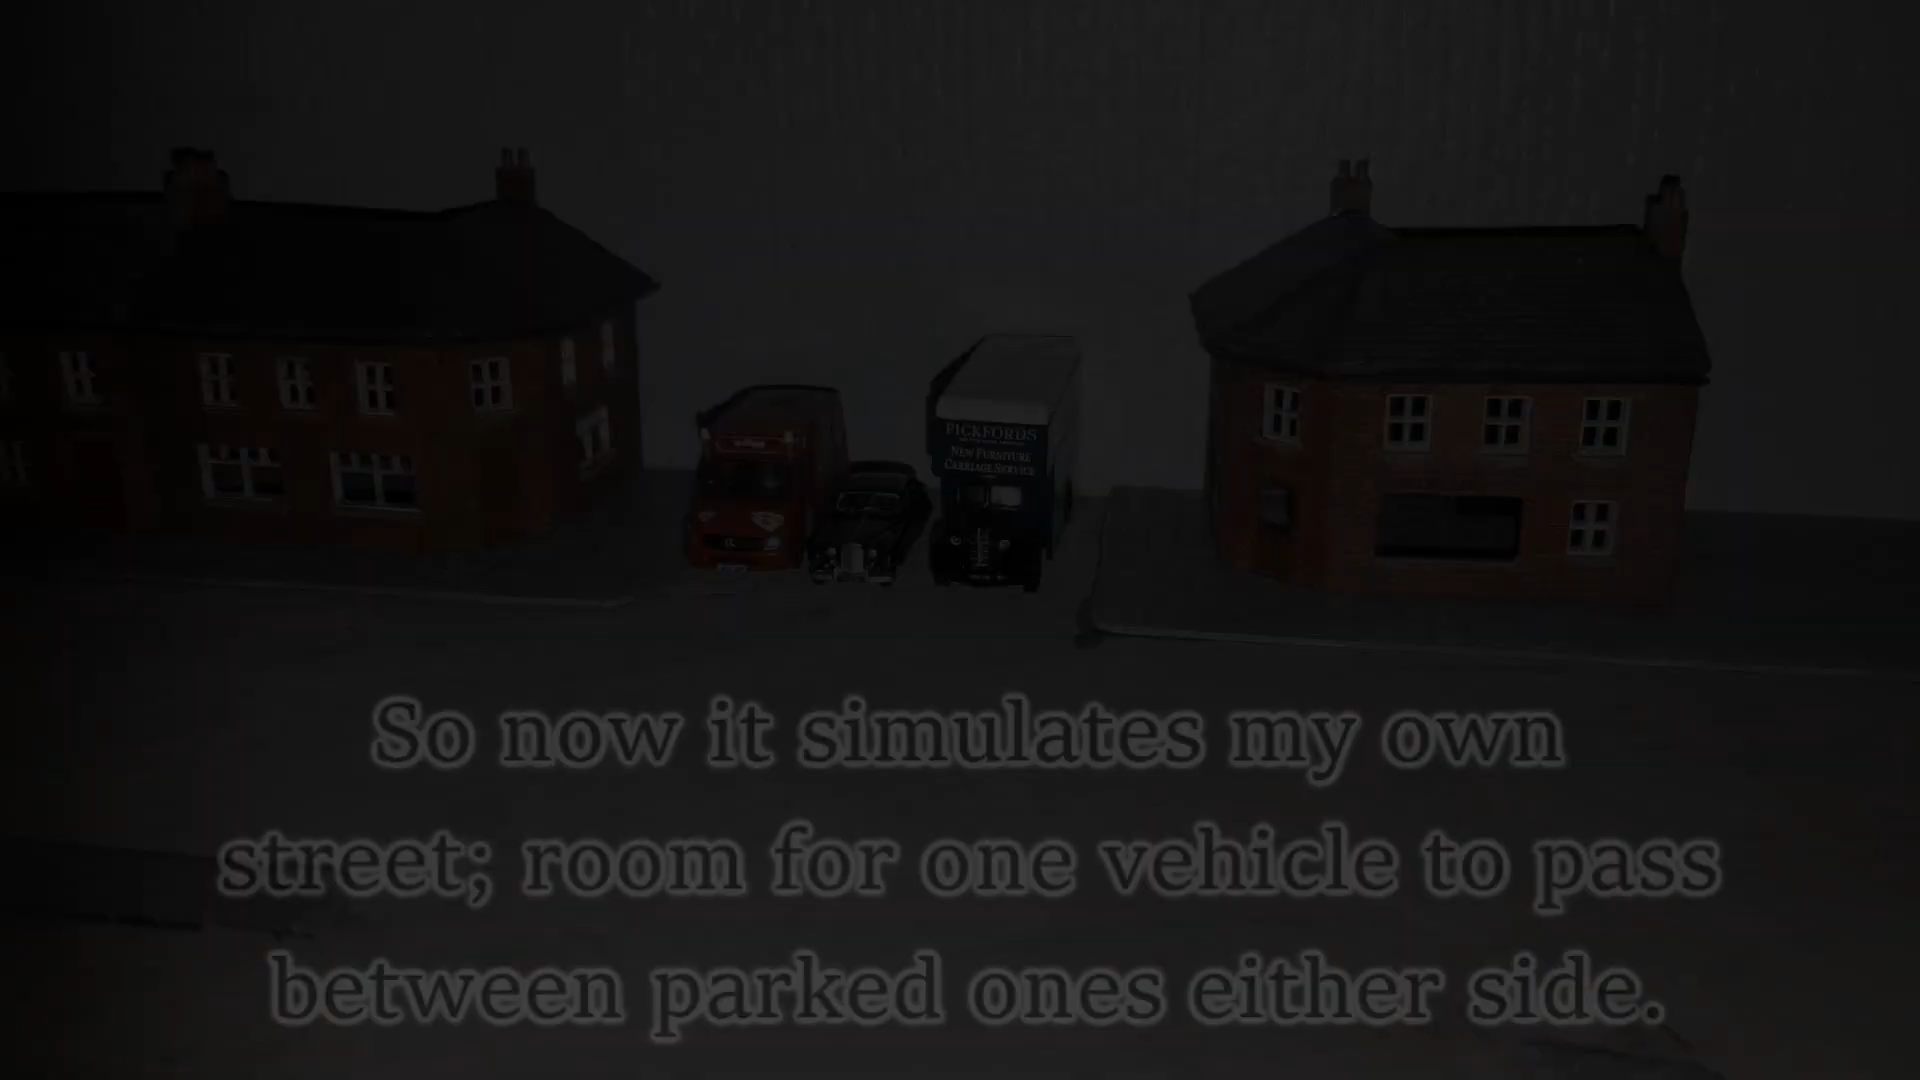 PICKFORDS
NEW FURNITURE
CARRIAGE SERVICE
So now it simulates my own
street; room for one vehicle to pass
between parked ones either side.